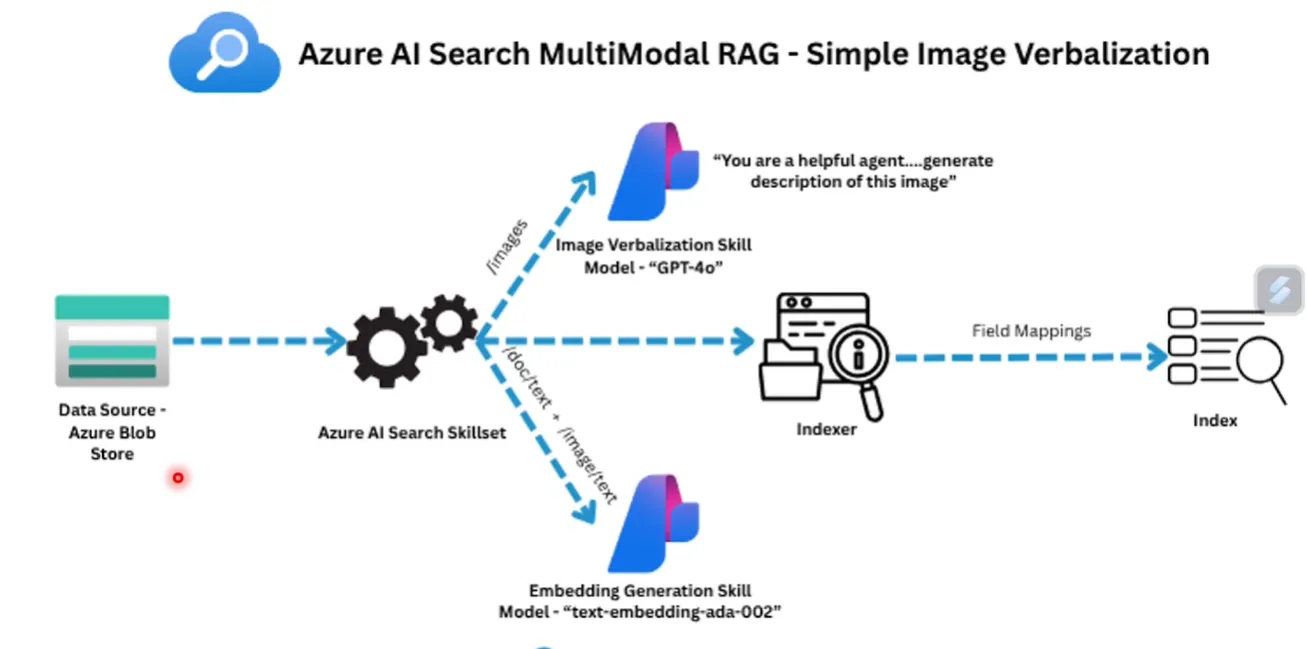 Azure AI Search MultiModal RAG - Simple Image Verbalization
“You are a helpful agent....generate
description of this image”
/images
Image Verbalization Skill
Model - “GPT-4o”
Data Source -
Azure Blob
Store
Azure AI Search Skillset
/doc/text + /image/text
Indexer
Field Mappings
Index
Embedding Generation Skill
Model - “text-embedding-ada-002”